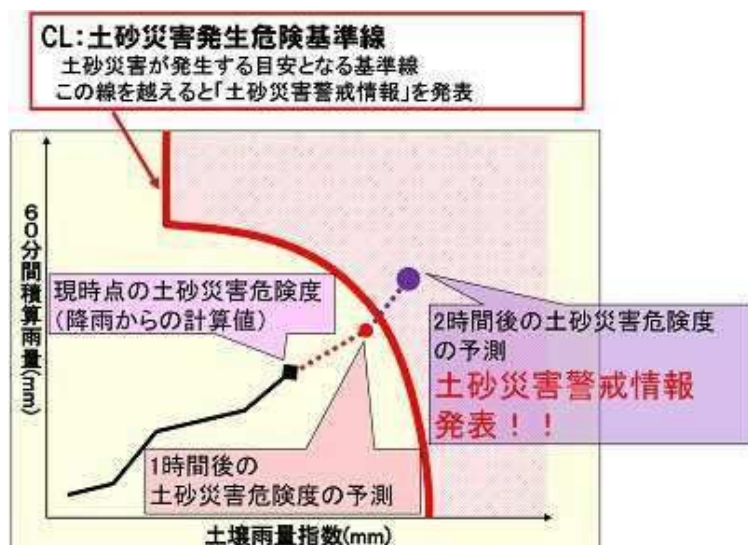 CL:土砂災害発生危険基準線
土砂災害が発生する目安となる基準線
この線を越えると「土砂災害警戒情報」を発表
60分間積算雨量(mm)
現時点の土砂災害危険度
(降雨からの計算値)
2時間後の土砂災害危険度
の予測
土砂災害警戒情報
発表！！
1時間後の
土砂災害危険度の予測
土壌雨量指数(mm)